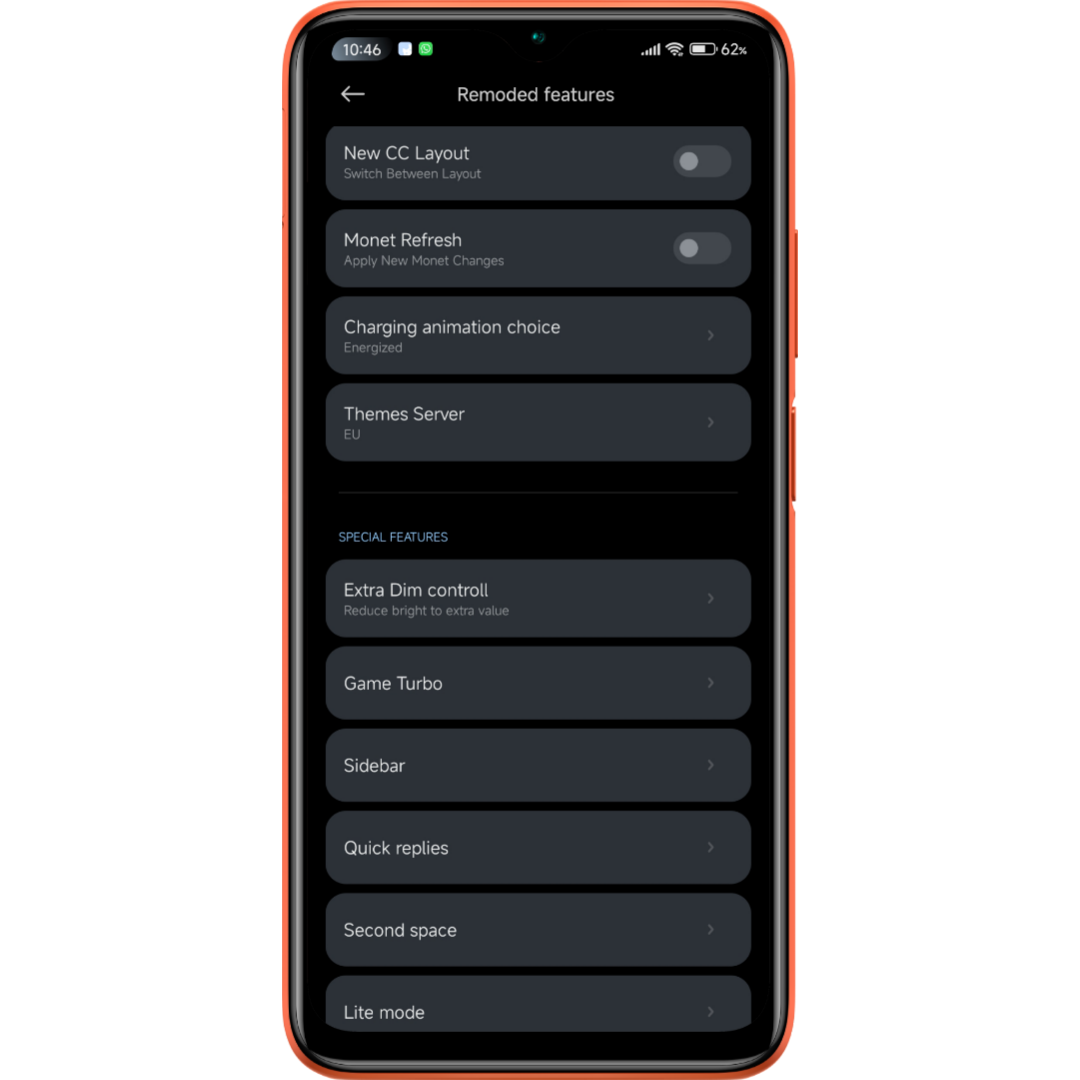 10:46 62%
Remoded features
New CC Layout
Switch Between Layout
Monet Refresh
Apply New Monet Changes
Charging animation choice
Energized
Themes Server
EU
SPECIAL FEATURES
Extra Dim controll
Reduce bright to extra value
Game Turbo
Sidebar
Quick replies
Second space
Lite mode